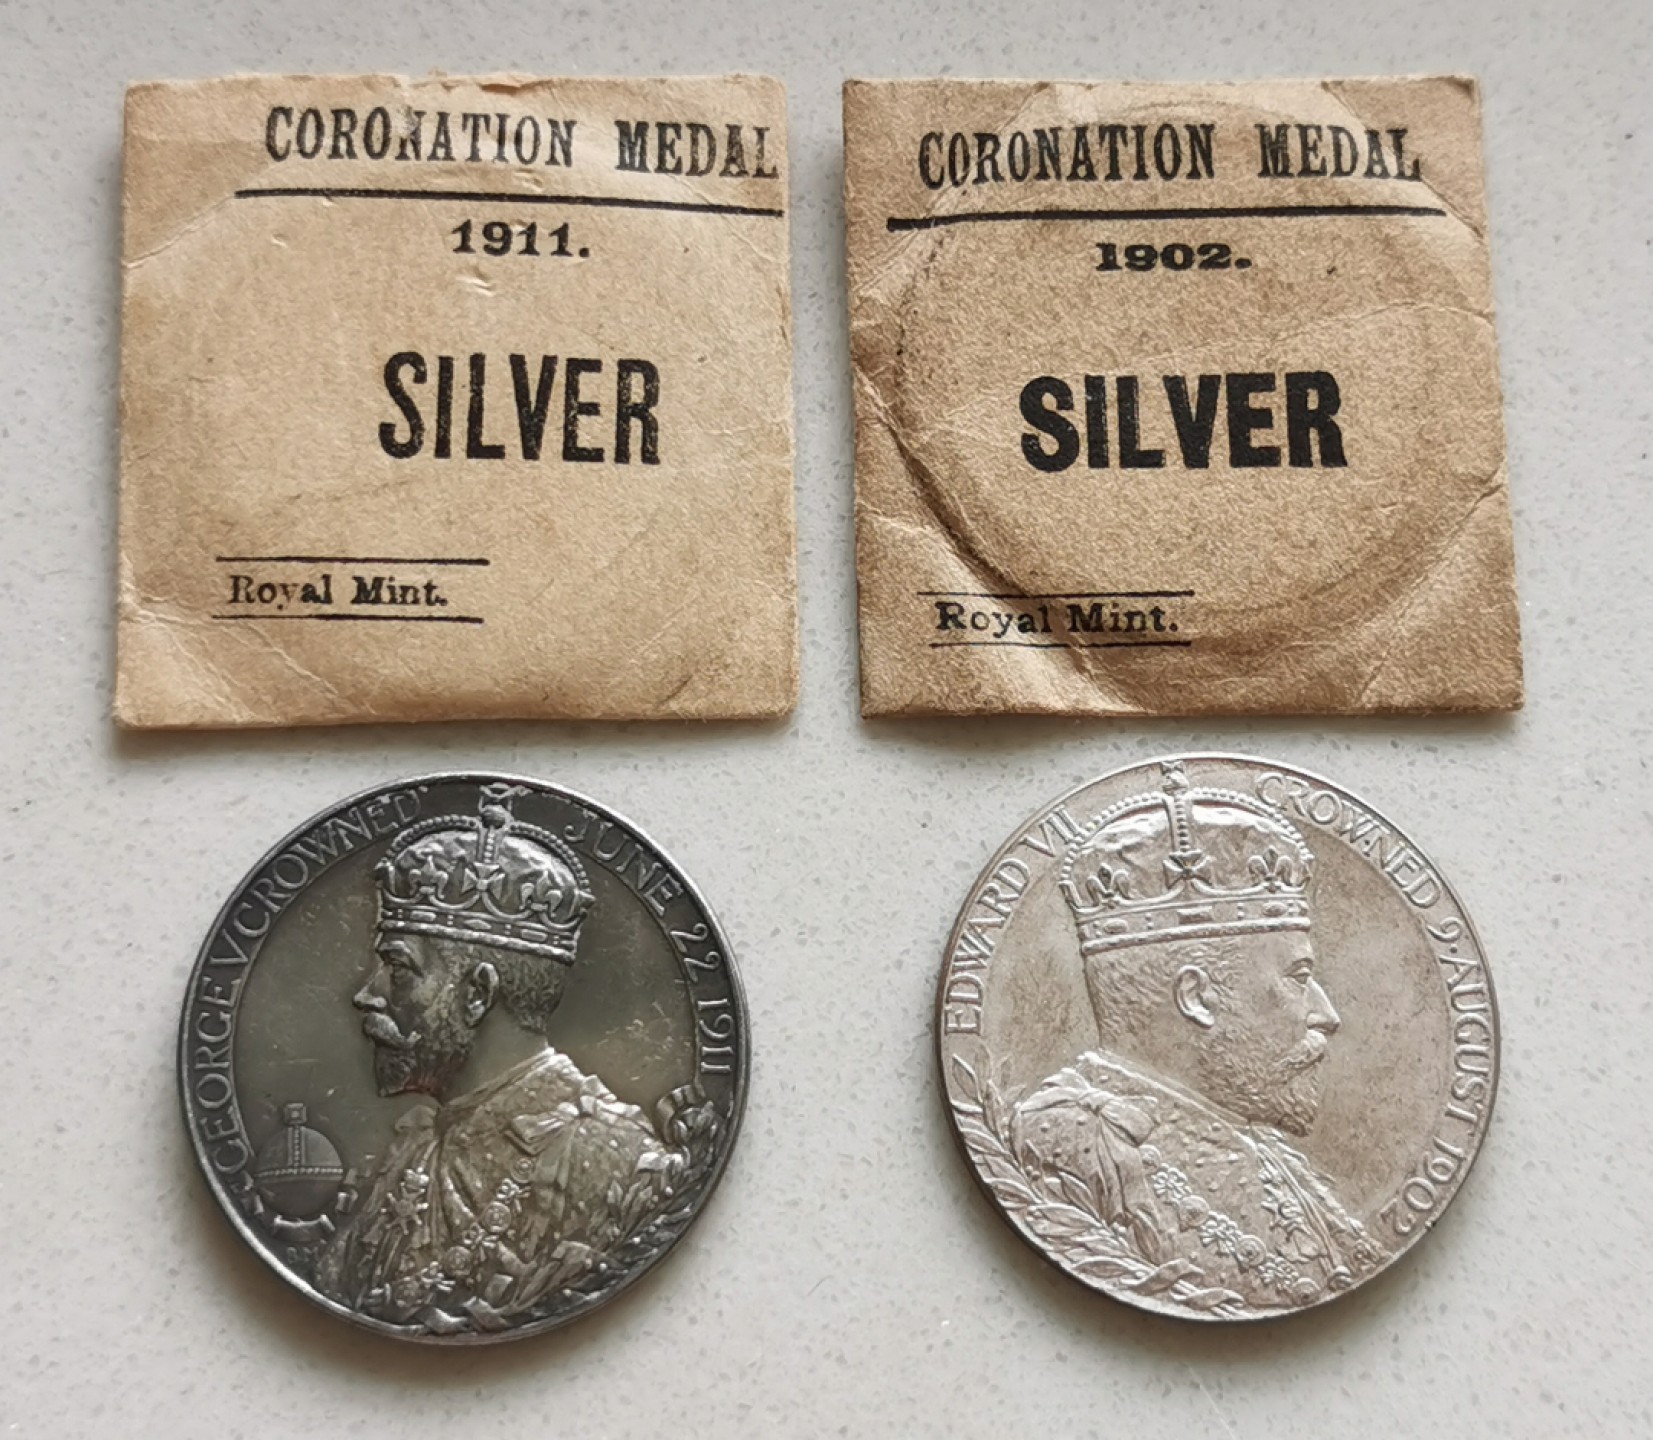 CORONATION MEDAL
1911.
SILVER
Royal Mint.
CORONATION MEDAL
1902.
SILVER
Royal Mint.
GEORGE V CROWNED JUNE 22 1911
B.M
EDWARD VII CROWNED 9·AUGUST 1902